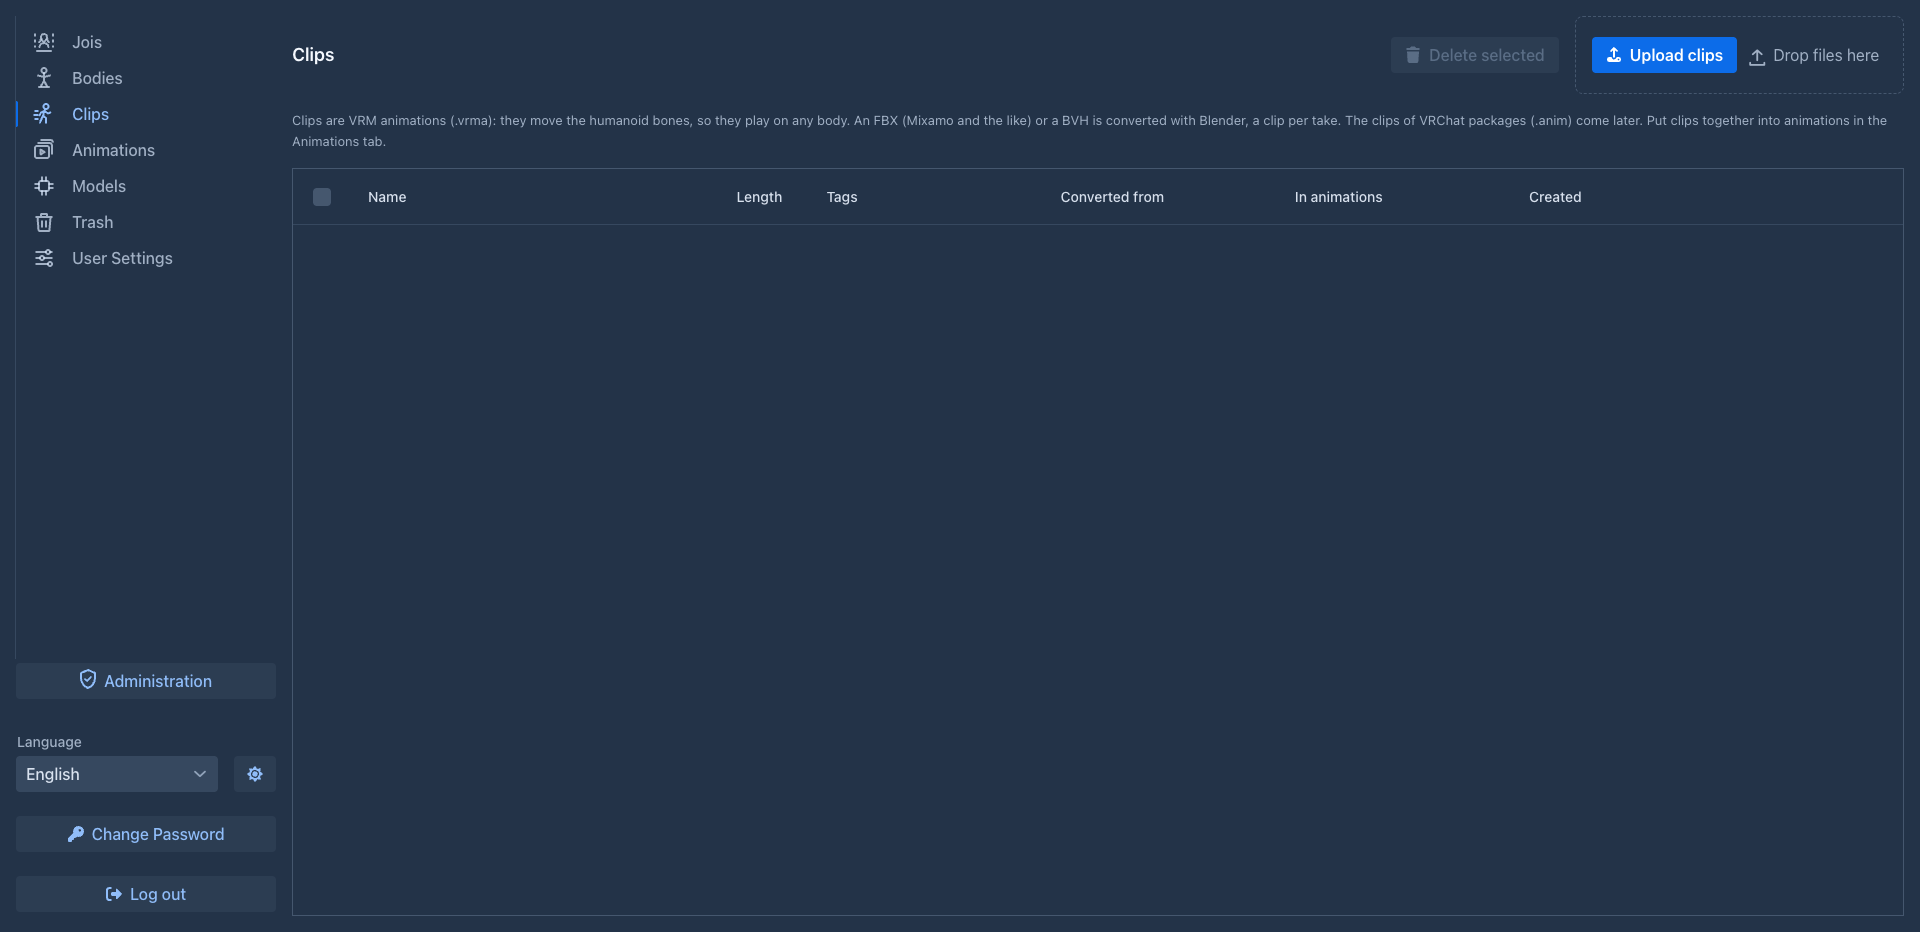 Jois
Bodies
Clips
Animations
Models
Trash
User Settings
Administration
Language
English
Change Password
Log out
Clips
Delete selected
Upload clips
Drop files here
Clips are VRM animations (.vrma): they move the humanoid bones, so they play on any body. An FBX (Mixamo and the like) or a BVH is converted with Blender, a clip per take. The clips of VRChat packages (.anim) come later. Put clips together into animations in the
Animations tab.
Name Length Tags Converted from In animations Created